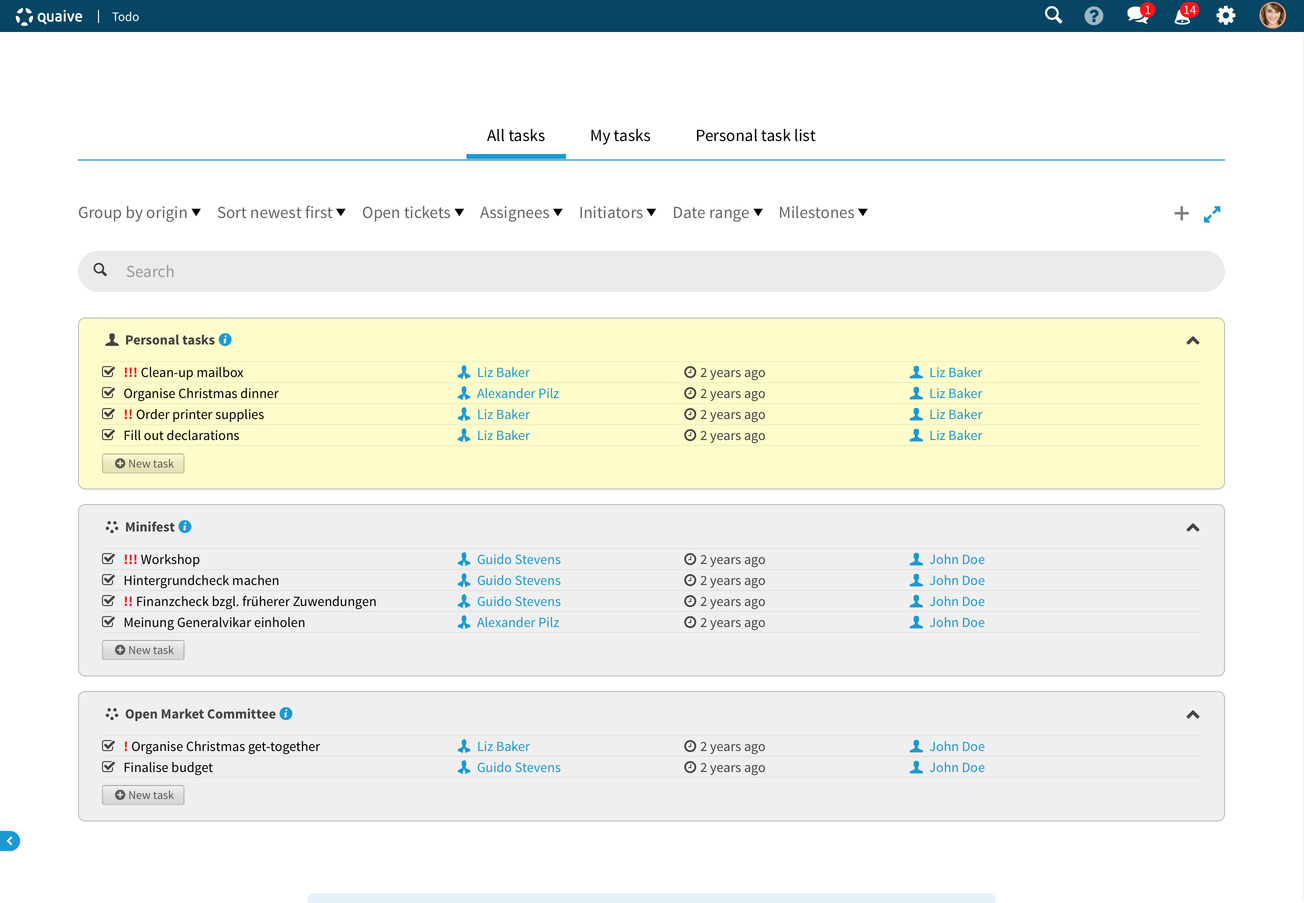 quaive | Todo 1 14
All tasks My tasks Personal task list
Group by origin Sort newest first Open tickets Assignees Initiators Date range Milestones
Search
Personal tasks
!!! Clean-up mailbox Liz Baker 2 years ago Liz Baker
Organise Christmas dinner Alexander Pilz 2 years ago Liz Baker
!! Order printer supplies Liz Baker 2 years ago Liz Baker
Fill out declarations Liz Baker 2 years ago Liz Baker
New task
Minifest
!!! Workshop Guido Stevens 2 years ago John Doe
Hintergrundcheck machen Guido Stevens 2 years ago John Doe
!! Finanzcheck bzgl. früherer Zuwendungen Guido Stevens 2 years ago John Doe
Meinung Generalvikar einholen Alexander Pilz 2 years ago John Doe
New task
Open Market Committee
! Organise Christmas get-together Liz Baker 2 years ago John Doe
Finalise budget Guido Stevens 2 years ago John Doe
New task